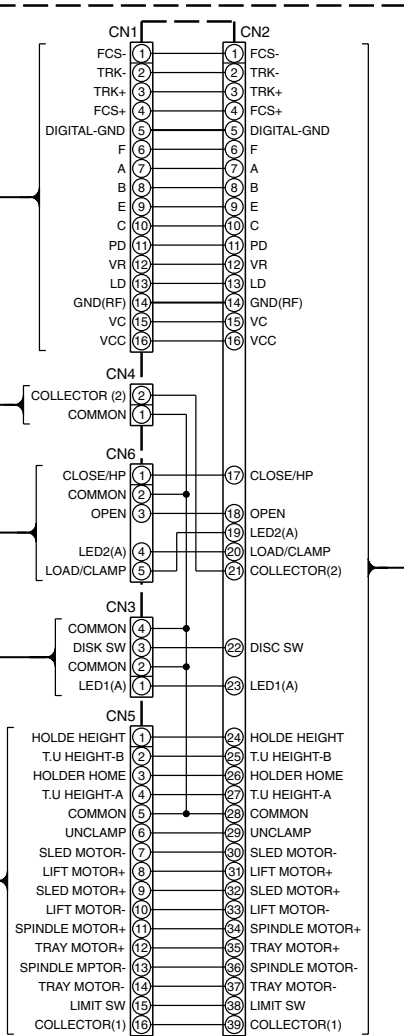 CN1 CN2
FCS- 1 1 FCS-
TRK- 2 2 TRK-
TRK+ 3 3 TRK+
FCS+ 4 4 FCS+
DIGITAL-GND 5 5 DIGITAL-GND
F 6 6 F
A 7 7 A
B 8 8 B
E 9 9 E
C 10 10 C
PD 11 11 PD
VR 12 12 VR
LD 13 13 LD
GND(RF) 14 14 GND(RF)
VC 15 15 VC
VCC 16 16 VCC
CN4
COLLECTOR (2) 2
COMMON 1
CN6
CLOSE/HP 1 17 CLOSE/HP
COMMON 2
OPEN 3 18 OPEN
19 LED2(A)
LED2(A) 4 20 LOAD/CLAMP
LOAD/CLAMP 5 21 COLLECTOR(2)
CN3
COMMON 4
DISK SW 3 22 DISC SW
COMMON 2
LED1(A) 1 23 LED1(A)
CN5
HOLDE HEIGHT 1 24 HOLDE HEIGHT
T.U HEIGHT-B 2 25 T.U HEIGHT-B
HOLDER HOME 3 26 HOLDER HOME
T.U HEIGHT-A 4 27 T.U HEIGHT-A
COMMON 5 28 COMMON
UNCLAMP 6 29 UNCLAMP
SLED MOTOR- 7 30 SLED MOTOR-
LIFT MOTOR+ 8 31 LIFT MOTOR+
SLED MOTOR+ 9 32 SLED MOTOR+
LIFT MOTOR- 10 33 LIFT MOTOR-
SPINDLE MOTOR+ 11 34 SPINDLE MOTOR+
TRAY MOTOR+ 12 35 TRAY MOTOR+
SPINDLE MPTOR- 13 36 SPINDLE MOTOR-
TRAY MOTOR- 14 37 TRAY MOTOR-
LIMIT SW 15 38 LIMIT SW
COLLECTOR(1) 16 39 COLLECTOR(1)